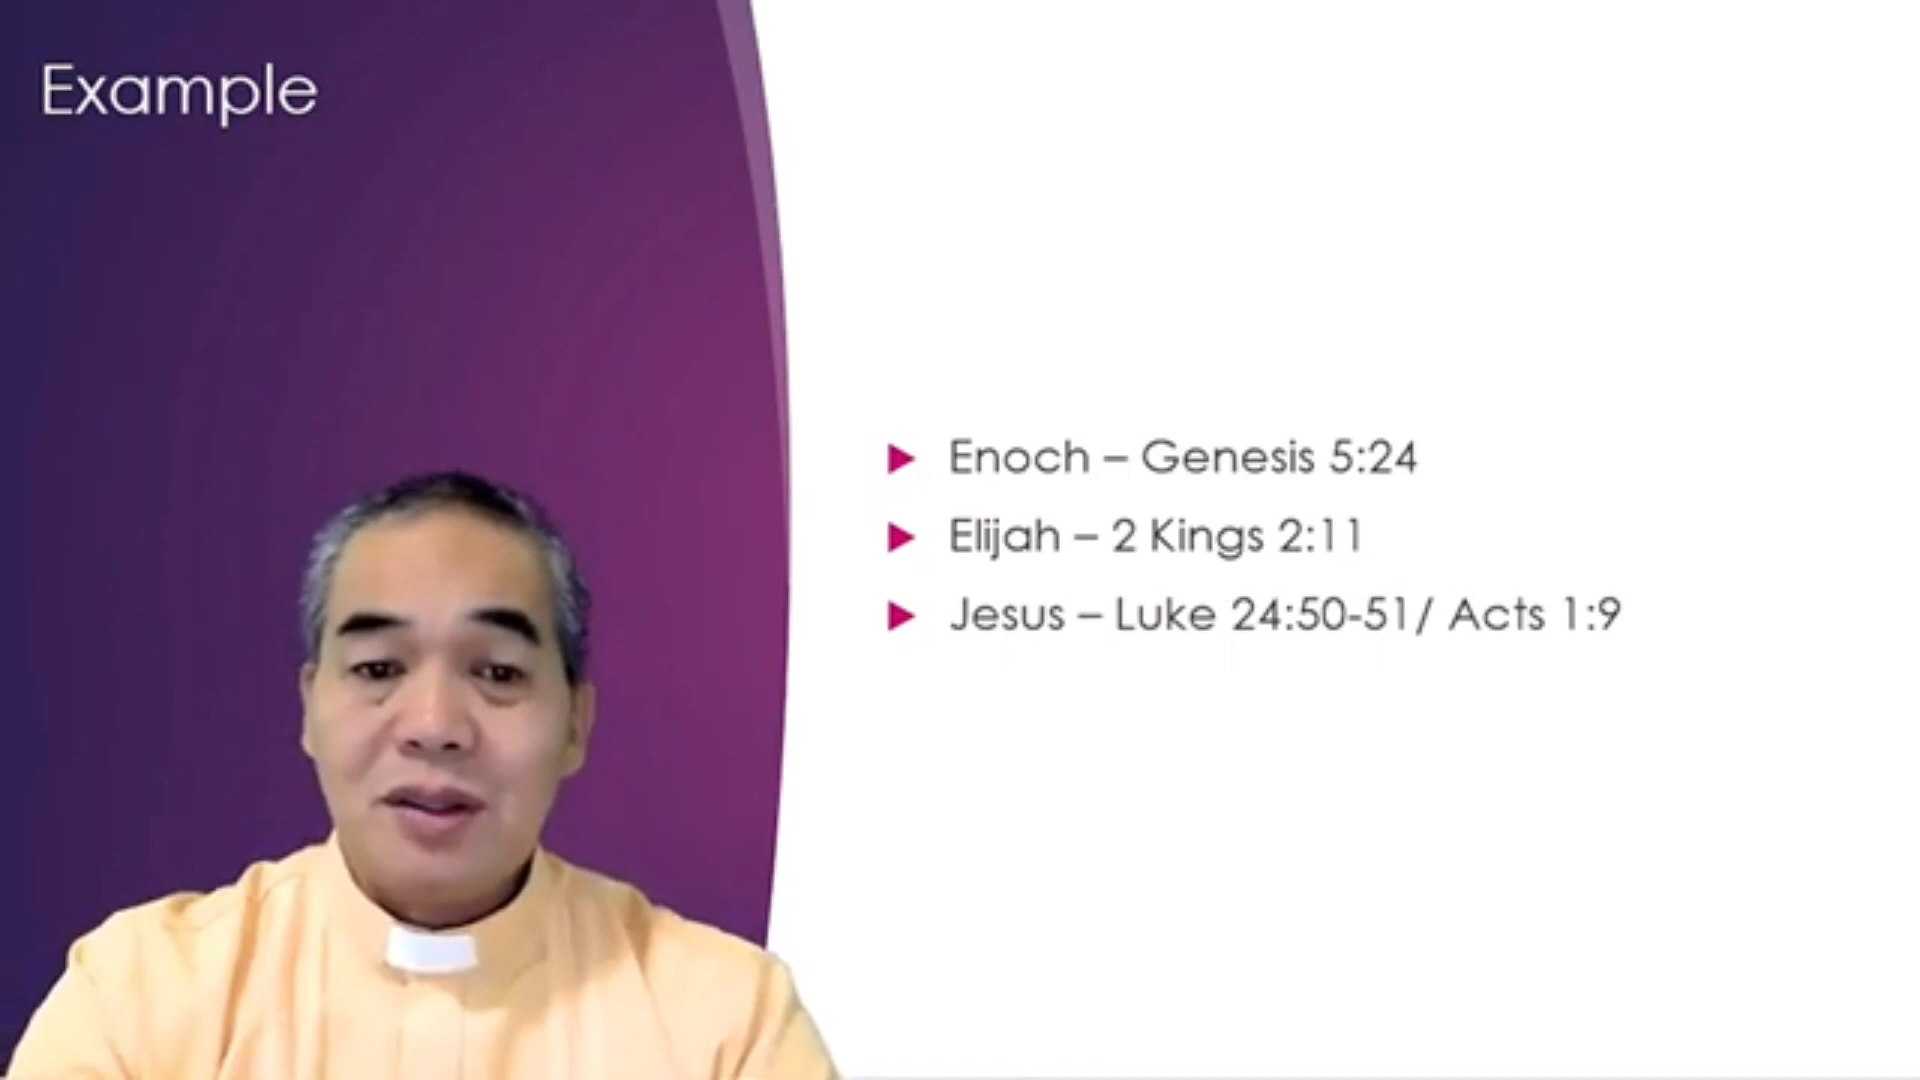 Example
Enoch – Genesis 5:24
Elijah – 2 Kings 2:11
Jesus – Luke 24:50-51/ Acts 1:9